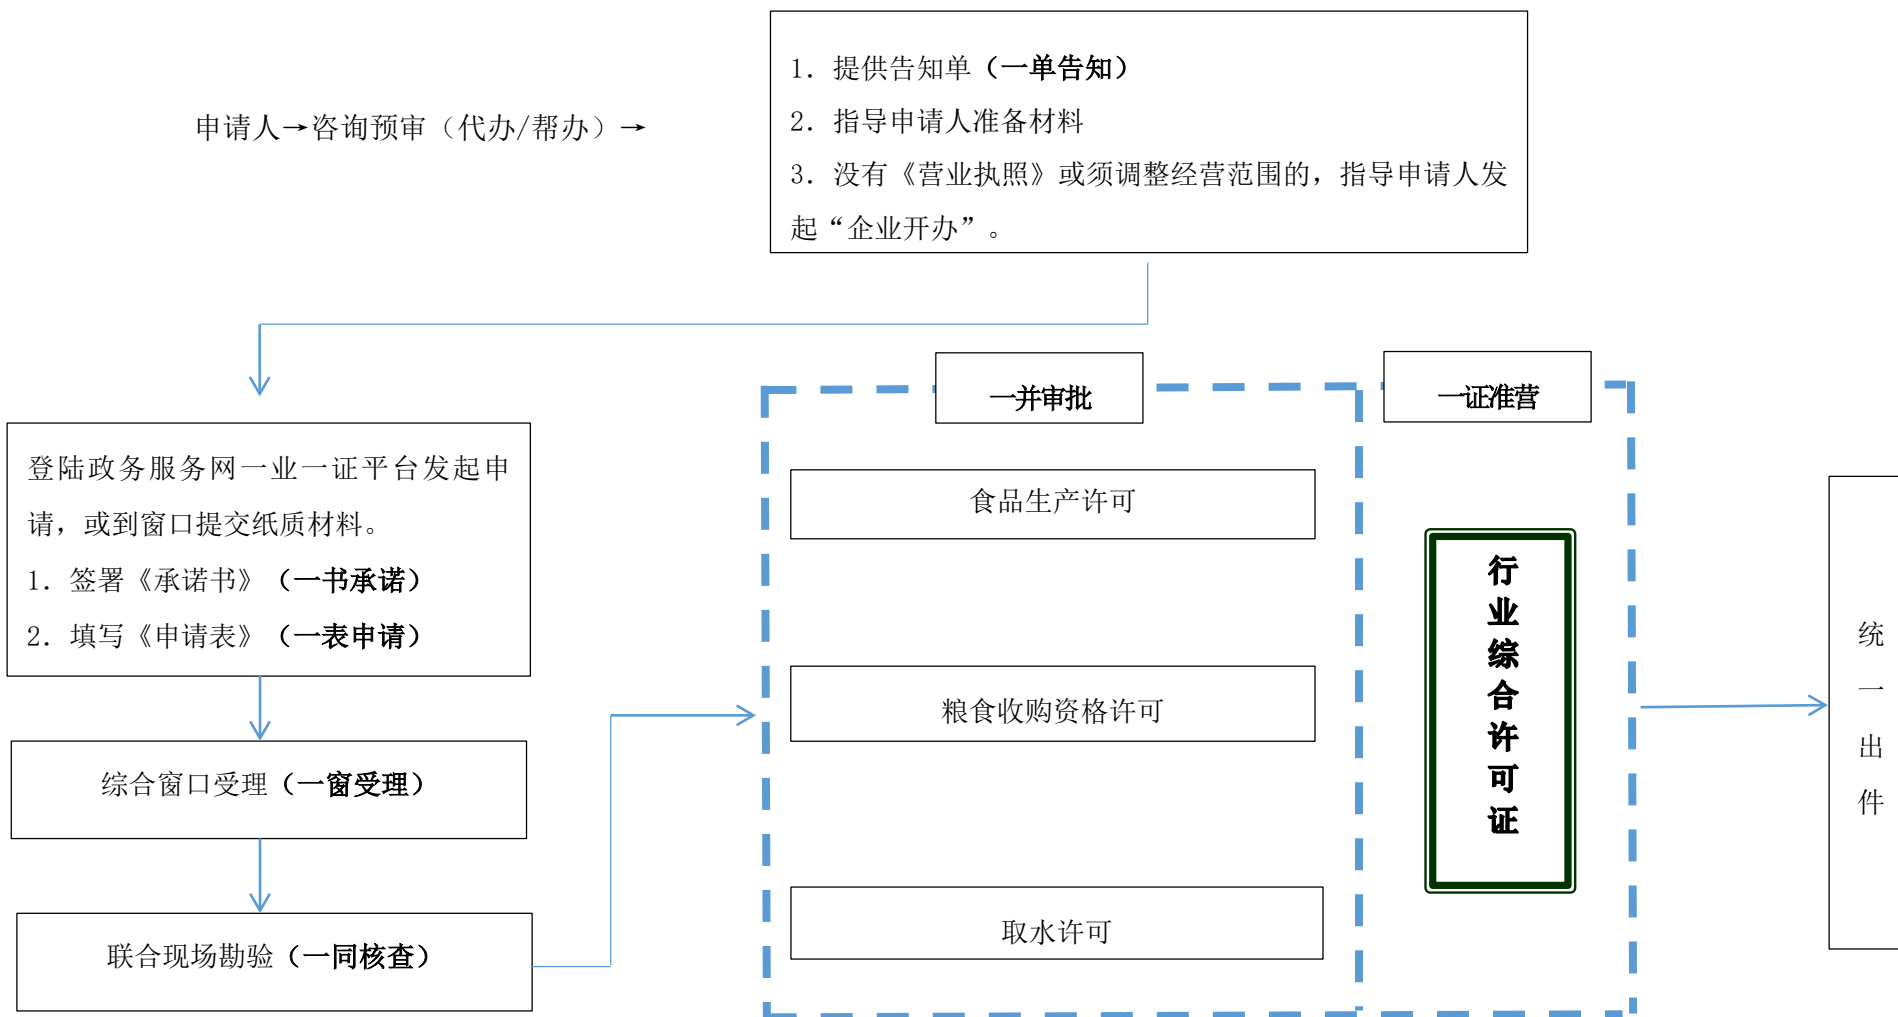 1. 提供告知单（一单告知）
申请人→咨询预审（代办/帮办）→
2. 指导申请人准备材料
3. 没有《营业执照》或须调整经营范围的，指导申请人发
起“企业开办”。
登陆政务服务网一业一证平台发起申
请，或到窗口提交纸质材料。
1. 签署《承诺书》（一书承诺）
2. 填写《申请表》（一表申请）
综合窗口受理（一窗受理）
联合现场勘验（一同核查）
一并审批
食品生产许可
粮食收购资格许可
取水许可
一证准营
行业综合许可证
统一出件